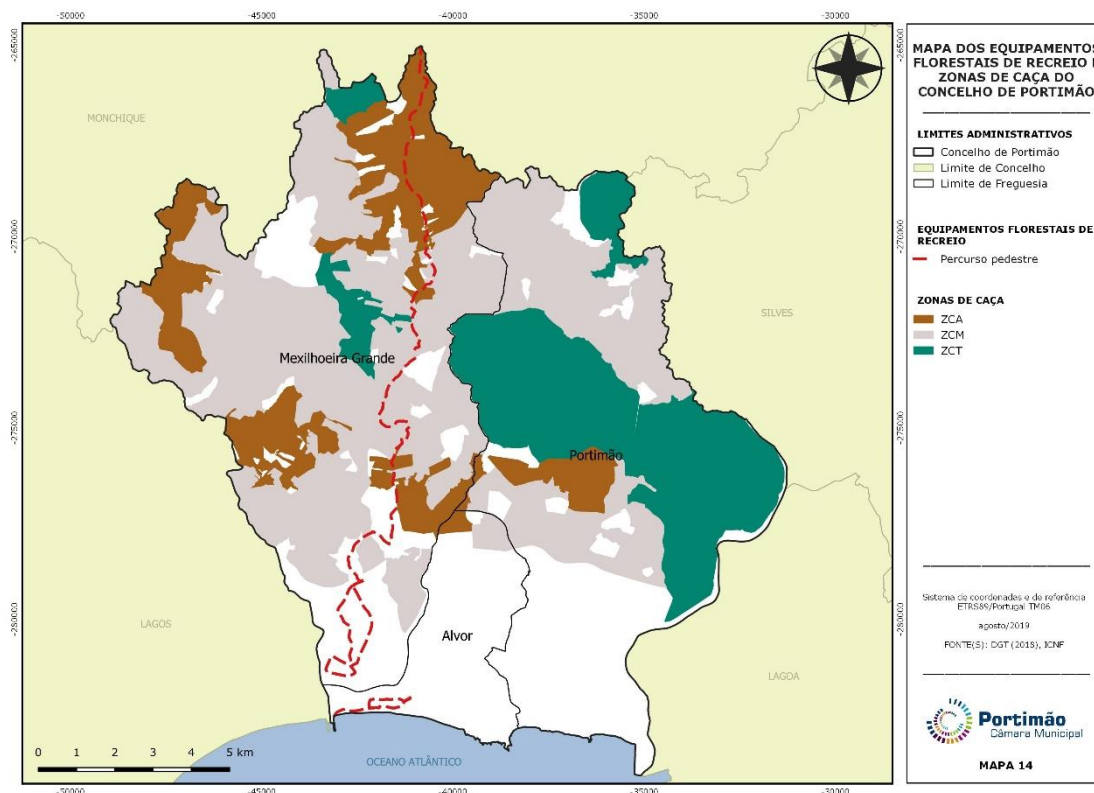 -50000 -45000 -40000 -35000 -30000
-265000 -265000
-270000 -270000
-275000 -275000
-280000 -280000
MONCHIQUE
SILVES
Mexilhoeira Grande
Portimão
Alvor
LAGOS
LAGOA
OCEANO ATLÂNTICO
0 1 2 3 4 5 km
-50000 -45000 -40000 -35000 -30000
MAPA DOS EQUIPAMENTOS
FLORESTAIS DE RECREIO
ZONAS DE CAÇA DO
CONCELHO DE PORTIMÃO
LIMITES ADMINISTRATIVOS
Concelho de Portimão
Limite de Concelho
Limite de Freguesia
EQUIPAMENTOS FLORESTAIS DE
RECREIO
Percurso pedestre
ZONAS DE CAÇA
ZCA
ZCM
ZCT
Sistema de coordenadas e de referência
ETRS89/Portugal TM06
agosto/2019
FONTE(S): DGT (2018), ICNF
Portimão
Câmara Municipal
MAPA 14